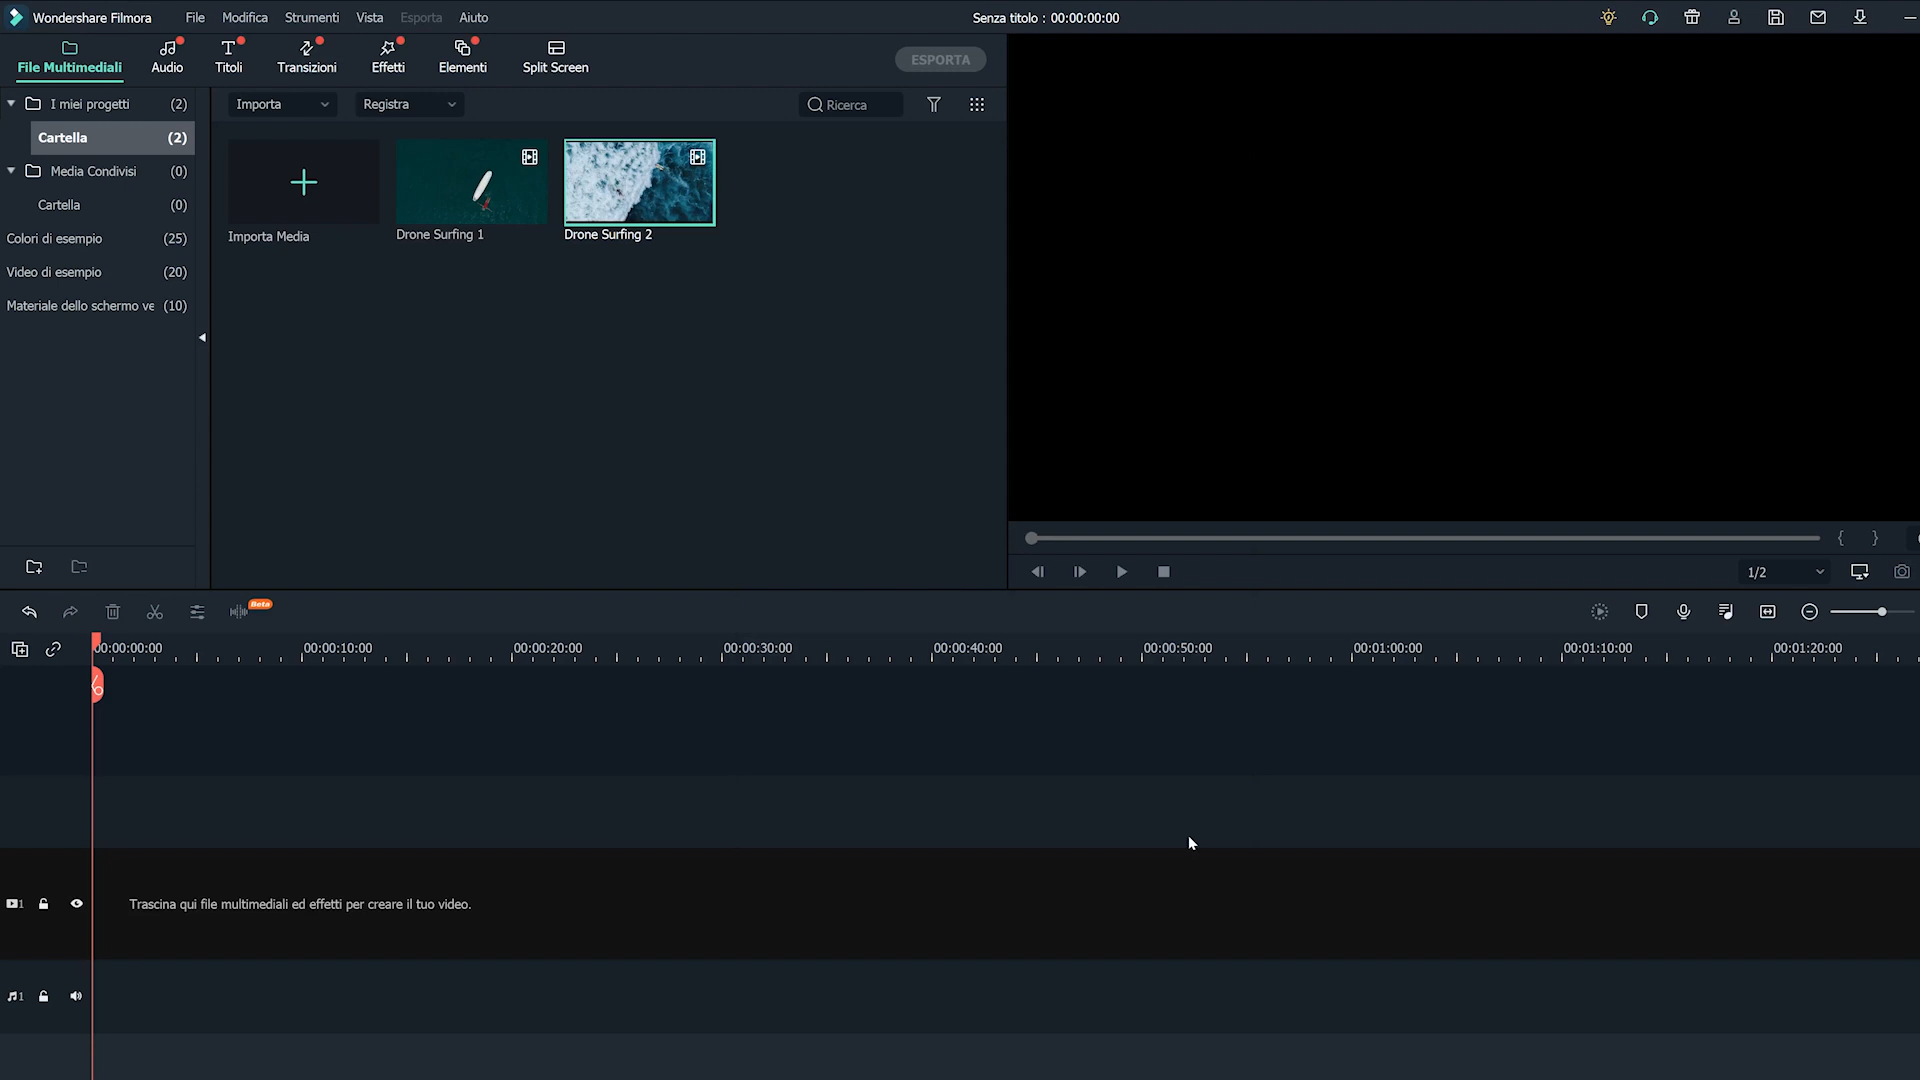 Wondershare Filmora File Modifica Strumenti Vista Esporta Aiuto Senza titolo : 00:00:00:00
File Multimediali Audio Titoli Transizioni Effetti Elementi Split Screen ESPORTA
I miei progetti (2) Importa Registra Ricerca
Cartella (2)
Media Condivisi (0)
Cartella (0)
Importa Media Drone Surfing 1 Drone Surfing 2
Colori di esempio (25)
Video di esempio (20)
Materiale dello schermo ve (10)
{ }
1/2
Beta
00:00:00:00 00:00:10:00 00:00:20:00 00:00:30:00 00:00:40:00 00:00:50:00 00:01:00:00 00:01:10:00 00:01:20:00
1 Trascina qui file multimediali ed effetti per creare il tuo video.
1